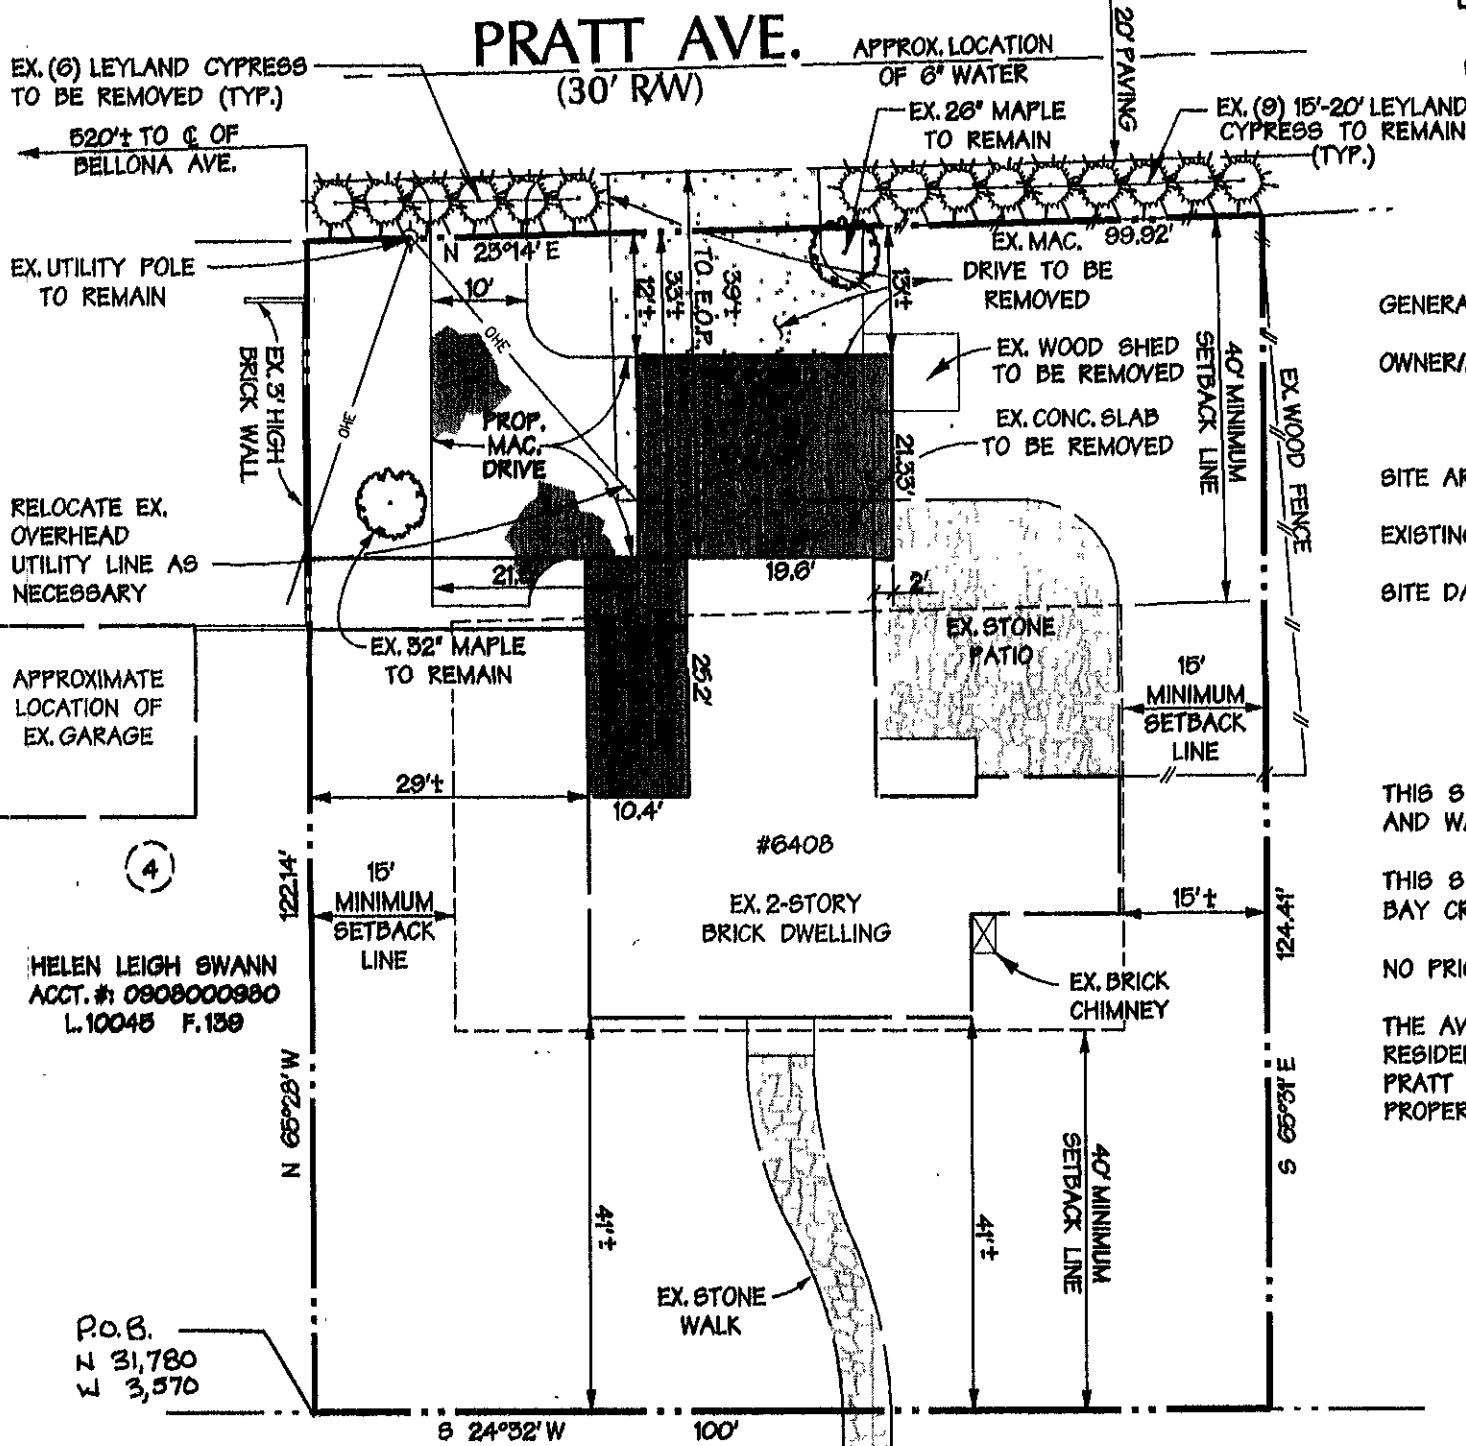 PRATT AVE.
(30' R/W)
EX. (6) LEYLAND CYPRESS
TO BE REMOVED (TYP.)
520'± TO ℄ OF
BELLONA AVE.
APPROX. LOCATION
OF 6" WATER
20' PAVING
EX. 26" MAPLE
TO REMAIN
EX. (9) 15'-20' LEYLAND
CYPRESS TO REMAIN
(TYP.)
EX. UTILITY POLE
TO REMAIN
N 23°14' E
99.92'
10'
12'±
33'±
39'±
TO E.O.P.
13'±
EX. MAC.
DRIVE TO BE
REMOVED
OHE
OHE
EX. 3' HIGH
BRICK WALL
EX. WOOD SHED
TO BE REMOVED
EX. CONC. SLAB
TO BE REMOVED
40' MINIMUM
SETBACK LINE
EX. WOOD FENCE
PROP.
MAC.
DRIVE
21.33'
RELOCATE EX.
OVERHEAD
UTILITY LINE AS
NECESSARY
21.
19.6'
2'
EX. STONE
PATIO
EX. 32" MAPLE
TO REMAIN
25.2'
15'
MINIMUM
SETBACK
LINE
APPROXIMATE
LOCATION OF
EX. GARAGE
29'±
10.4'
#6408
EX. 2-STORY
BRICK DWELLING
4
122.14'
15'
MINIMUM
SETBACK
LINE
15'±
124.41'
HELEN LEIGH SWANN
ACCT. #: 0908000980
L. 10045 F. 139
EX. BRICK
CHIMNEY
N 65°28' W
S 65°31' E
41'±
41'±
40' MINIMUM
SETBACK LINE
EX. STONE
WALK
P.O.B.
N 31,780
W 3,570
S 24°32' W
100'
GENERA
OWNER/
SITE AR
EXISTING
SITE DA
THIS S
AND WA
THIS S
BAY CR
NO PRI
THE AV
RESIDE
PRATT
PROPER